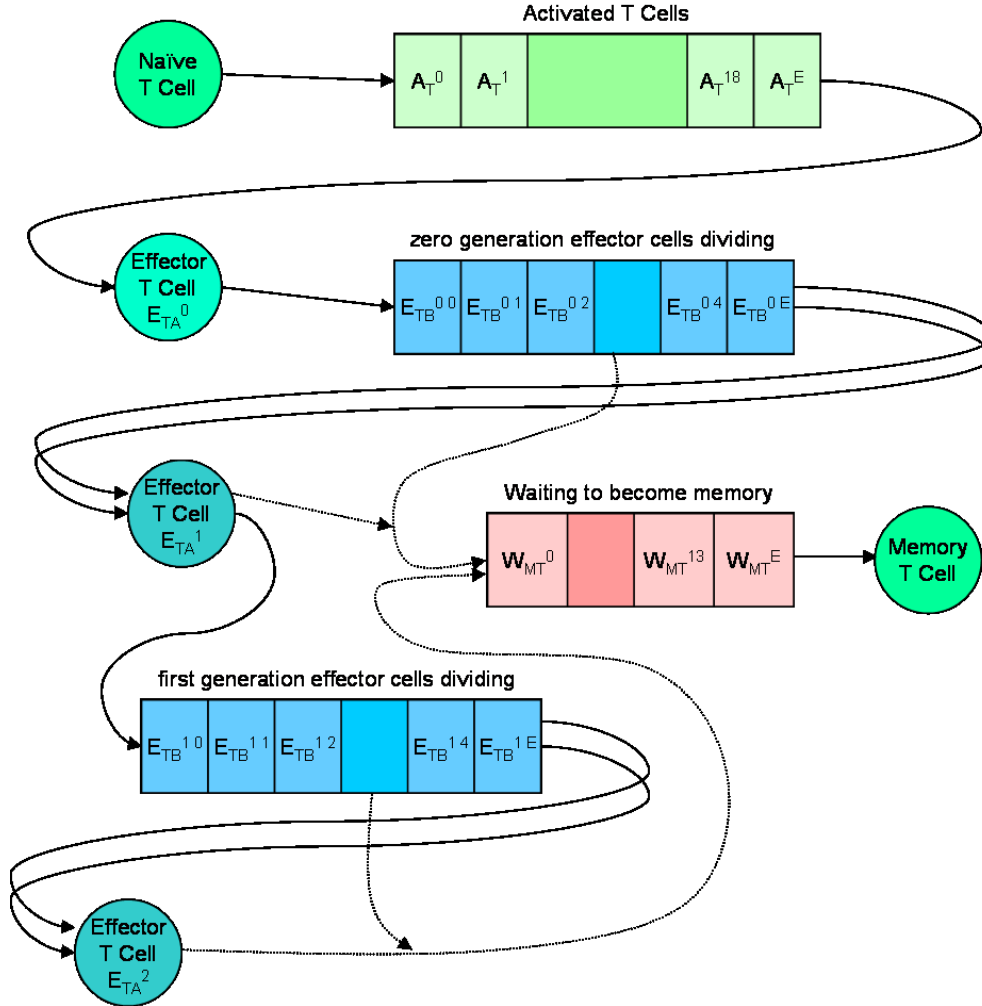 Activated T Cells
Naïve
T Cell
A_T^0 A_T^1 A_T^18 A_T^E
zero generation effector cells dividing
Effector
T Cell
E_TA^0
E_TB^0 0 E_TB^0 1 E_TB^0 2 E_TB^0 4 E_TB^0 E
Effector
T Cell
E_TA^1
Waiting to become memory
W_MT^0 W_MT^13 W_MT^E
Memory
T Cell
first generation effector cells dividing
E_TB^1 0 E_TB^1 1 E_TB^1 2 E_TB^1 4 E_TB^1 E
Effector
T Cell
E_TA^2